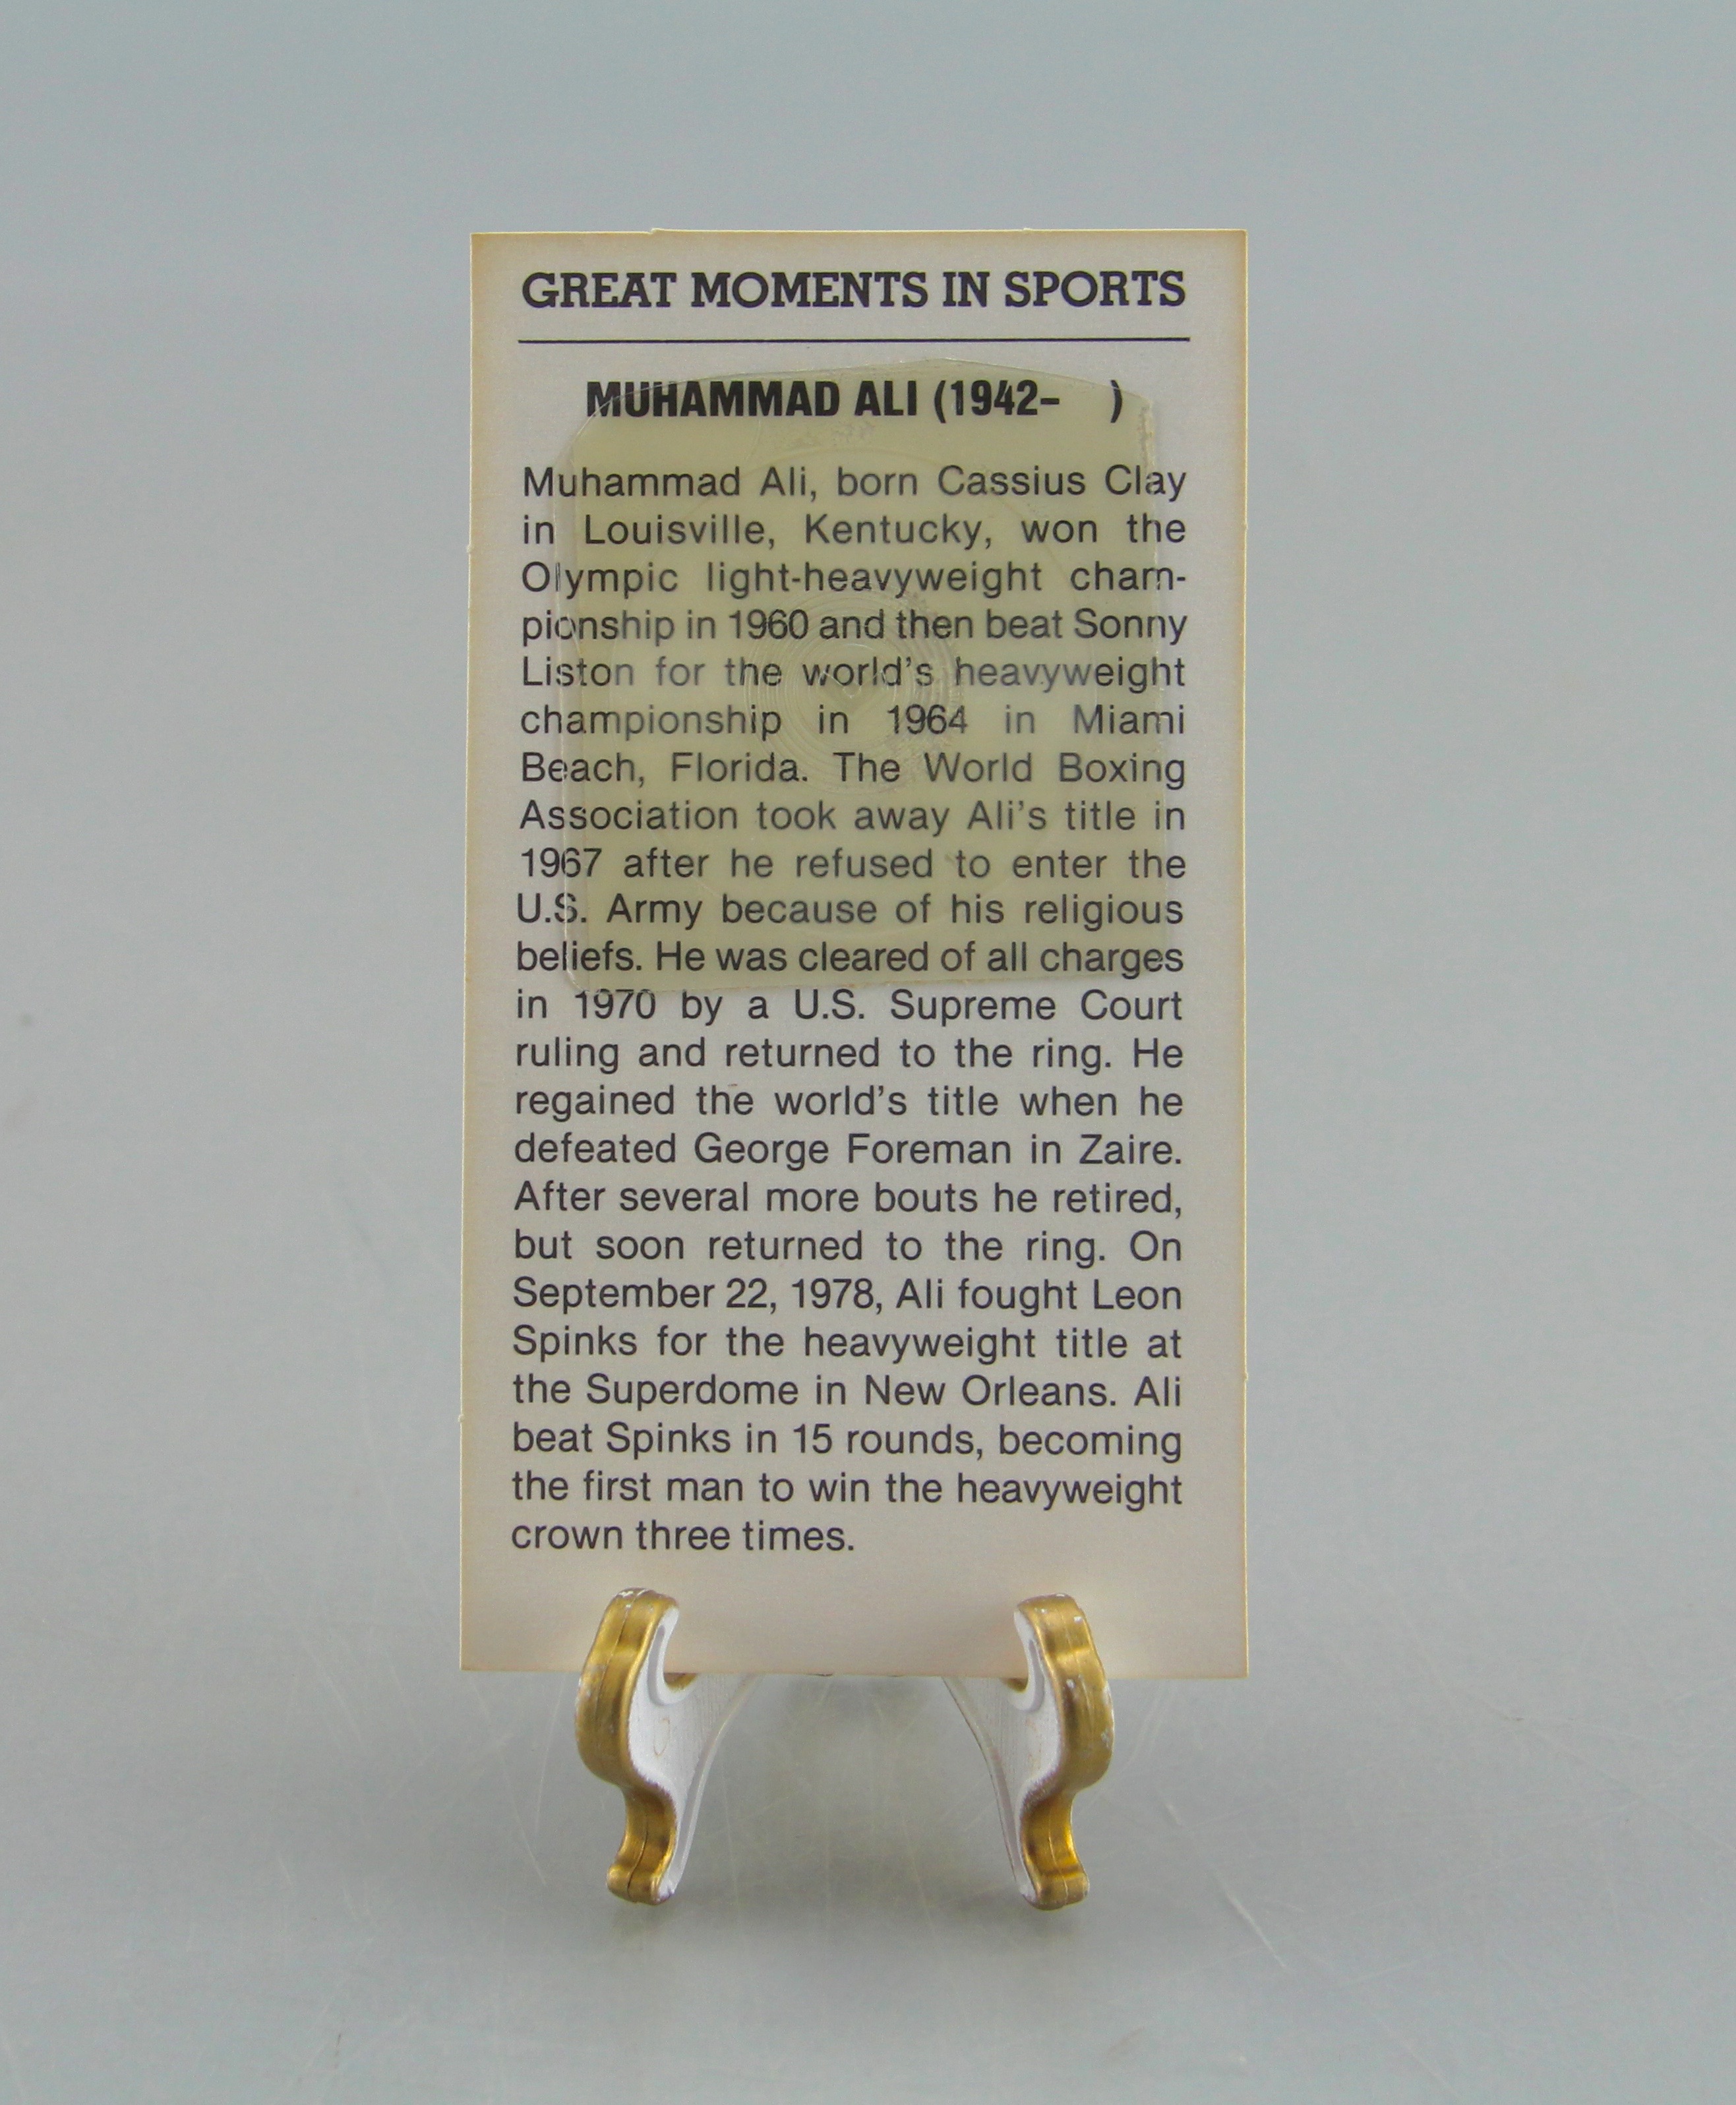 GREAT MOMENTS IN SPORTS
MUHAMMAD ALI (1942-    )
Muhammad Ali, born Cassius Clay
in Louisville, Kentucky, won the
Olympic light-heavyweight cham-
pionship in 1960 and then beat Sonny
Liston for the world's heavyweight
championship in 1964 in Miami
Beach, Florida. The World Boxing
Association took away Ali's title in
1967 after he refused to enter the
U.S. Army because of his religious
beliefs. He was cleared of all charges
in 1970 by a U.S. Supreme Court
ruling and returned to the ring. He
regained the world's title when he
defeated George Foreman in Zaire.
After several more bouts he retired,
but soon returned to the ring. On
September 22, 1978, Ali fought Leon
Spinks for the heavyweight title at
the Superdome in New Orleans. Ali
beat Spinks in 15 rounds, becoming
the first man to win the heavyweight
crown three times.